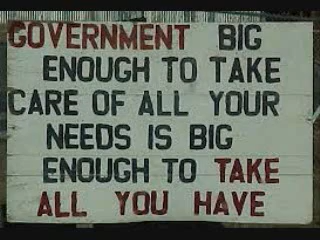 GOVERNMENT BIG
ENOUGH TO TAKE
CARE OF ALL YOUR
NEEDS IS BIG
ENOUGH TO TAKE
ALL YOU HAVE